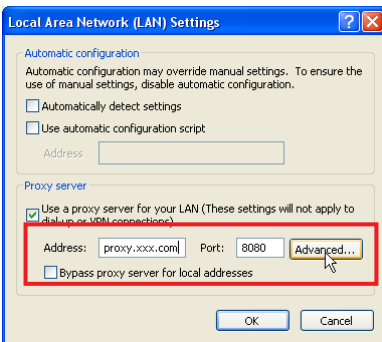 Local Area Network (LAN) Settings
Automatic configuration
Automatic configuration may override manual settings. To ensure the
use of manual settings, disable automatic configuration.
Automatically detect settings
Use automatic configuration script
Address
Proxy server
Use a proxy server for your LAN (These settings will not apply to
dial-up or VPN connections)
Address: proxy.xxx.com Port: 8080 Advanced...
Bypass proxy server for local addresses
OK Cancel